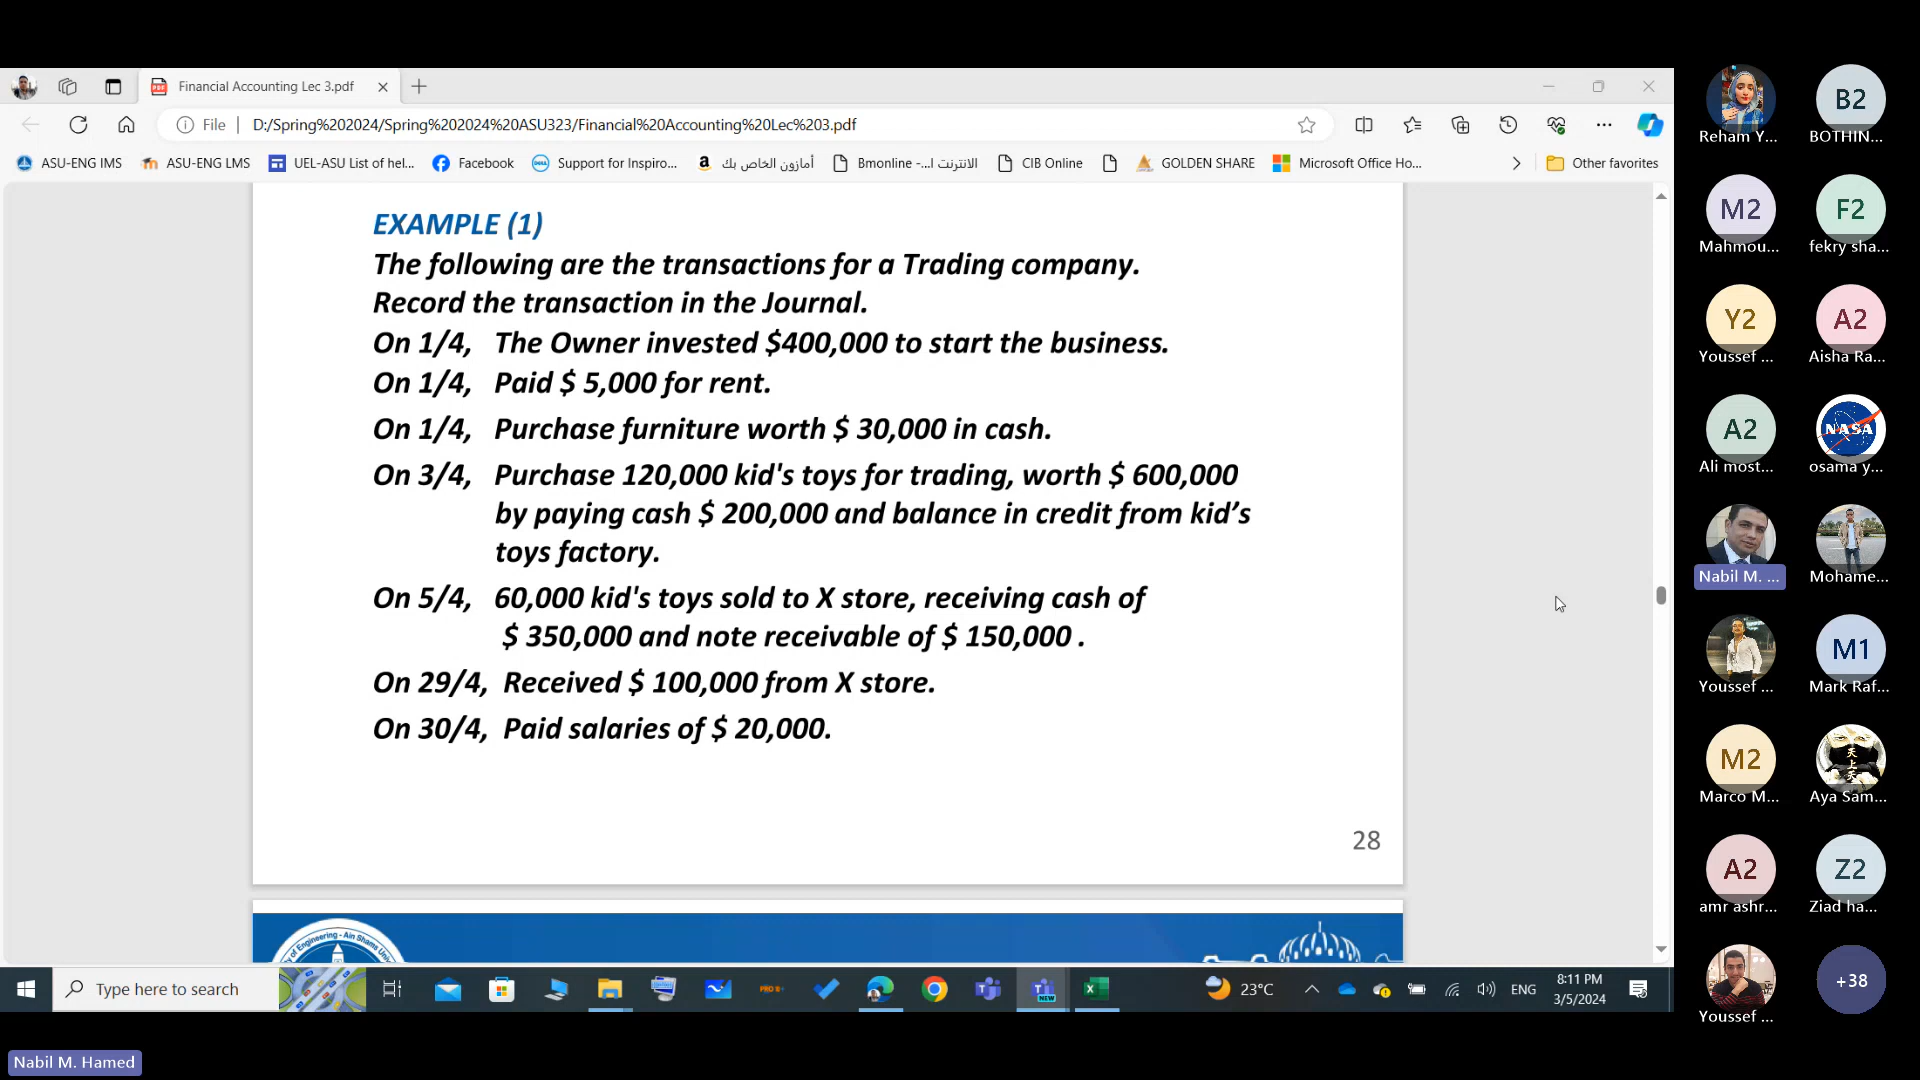 Financial Accounting Lec 3.pdf
File
D:/Spring%202024/Spring%202024%20ASU323/Financial%20Accounting%20Lec%203.pdf
ASU-ENG IMS
ASU-ENG LMS
UEL-ASU List of hel...
Facebook
Support for Inspiro...
أمازون الخاص بك
Bmonline -...الانترنت ا
CIB Online
GOLDEN SHARE
Microsoft Office Ho...
Other favorites
EXAMPLE (1)
The following are the transactions for a Trading company.
Record the transaction in the Journal.
On 1/4, The Owner invested $400,000 to start the business.
On 1/4, Paid $ 5,000 for rent.
On 1/4, Purchase furniture worth $ 30,000 in cash.
On 3/4, Purchase 120,000 kid's toys for trading, worth $ 600,000
by paying cash $ 200,000 and balance in credit from kid’s
toys factory.
On 5/4, 60,000 kid's toys sold to X store, receiving cash of
$ 350,000 and note receivable of $ 150,000 .
On 29/4, Received $ 100,000 from X store.
On 30/4, Paid salaries of $ 20,000.
28
of Engineering - Ain Shams
Type here to search
PRO II+
NEW
23°C
ENG
8:11 PM
3/5/2024
Reham Y...
B2
BOTHIN...
M2
Mahmou...
F2
fekry sha...
Y2
Youssef ...
A2
Aisha Ra...
A2
Ali most...
NASA
osama y...
Nabil M. ...
Mohame...
Youssef ...
M1
Mark Raf...
M2
Marco M...
天上天
Aya Sam...
A2
amr ashr...
Z2
Ziad ha...
Youssef ...
+38
Nabil M. Hamed